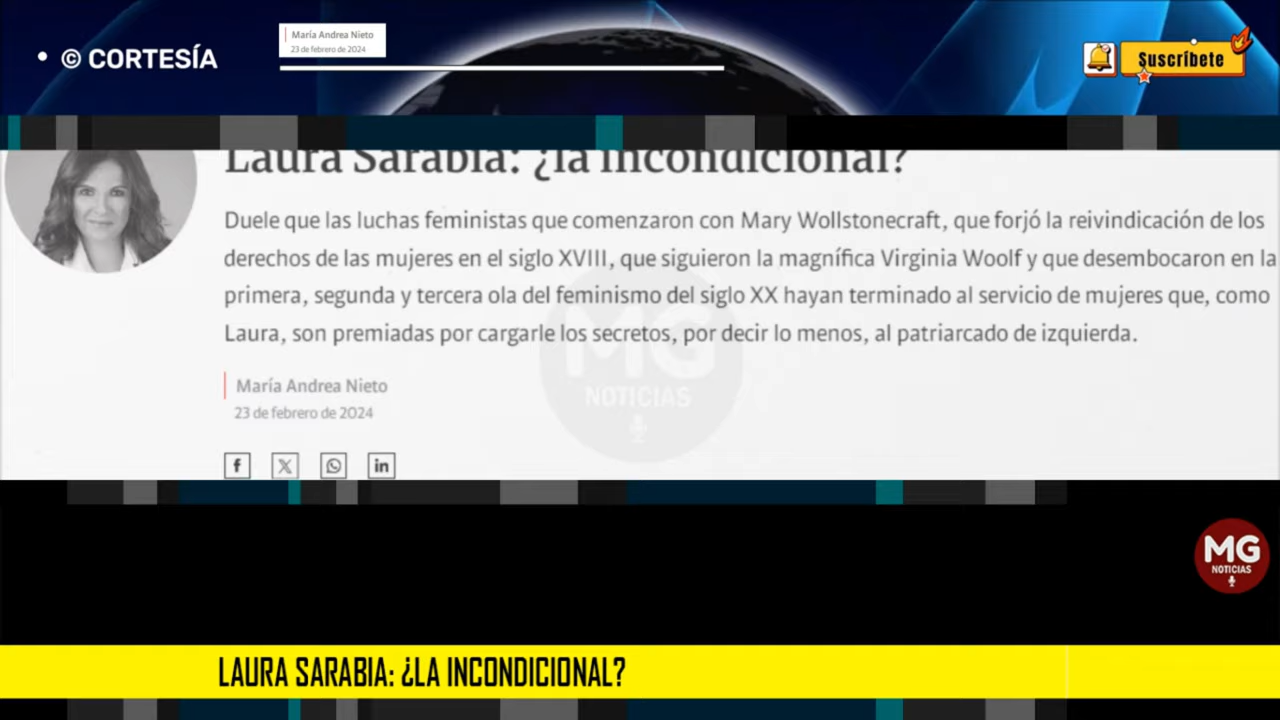 © CORTESÍA
María Andrea Nieto
23 de febrero de 2024
Suscríbete
Laura Sarabia: ¿la incondicional?
Duele que las luchas feministas que comenzaron con Mary Wollstonecraft, que forjó la reivindicación de los
derechos de las mujeres en el siglo XVIII, que siguieron la magnífica Virginia Woolf y que desembocaron en la
primera, segunda y tercera ola del feminismo del siglo XX hayan terminado al servicio de mujeres que, como
Laura, son premiadas por cargarle los secretos, por decir lo menos, al patriarcado de izquierda.
MG
NOTICIAS
María Andrea Nieto
23 de febrero de 2024
MG
NOTICIAS
LAURA SARABIA: ¿LA INCONDICIONAL?